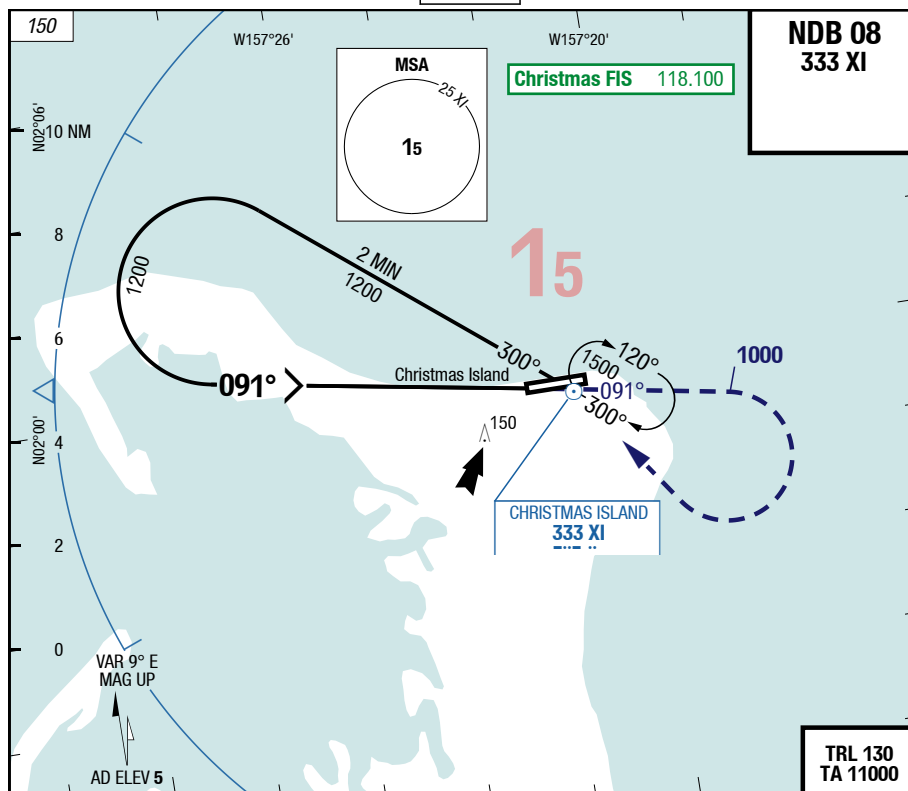 150
W157°26'
W157°20'
NDB 08
333 XI
MSA
25 XI
15
Christmas FIS 118.100
N02°06'
10 NM
8
6
4
2
0
N02°00'
15
2 MIN
1200
1200
300°
120°
1500
1000
091°
Christmas Island
091°
300°
150
CHRISTMAS ISLAND
333 XI
VAR 9° E
MAG UP
AD ELEV 5
TRL 130
TA 11000